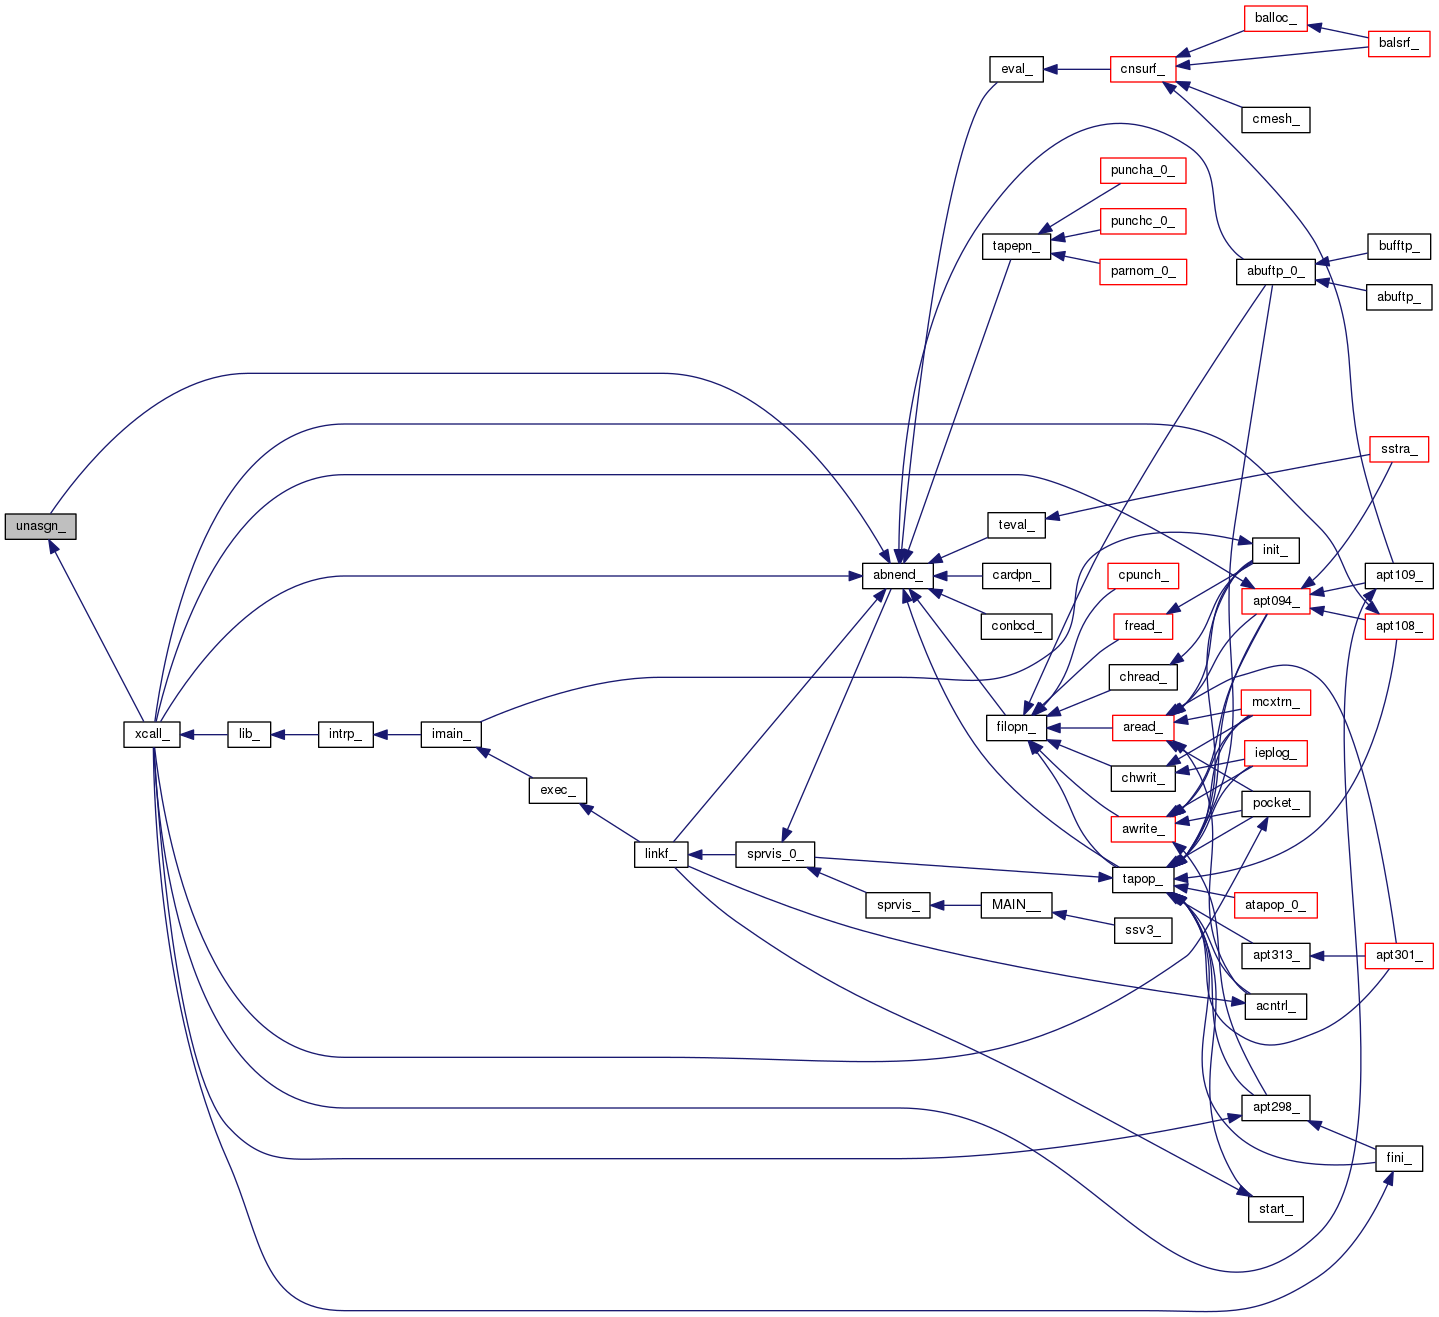 balloc_
balsrf_
eval_
cnsurf_
cmesh_
puncha_0_
punchc_0_
tapepn_
bufftp_
parnom_0_
abuftp_0_
abuftp_
sstra_
unasgn_
teval_
init_
abnend_
cardpn_
cpunch_
apt109_
apt094_
conbcd_
fread_
apt108_
chread_
mcxtrn_
xcall_
lib_
intrp_
imain_
filopn_
aread_
ieplog_
exec_
chwrit_
pocket_
awrite_
linkf_
sprvis_0_
tapop_
sprvis_
MAIN__
atapop_0_
ssv3_
apt313_
apt301_
acntrl_
apt298_
fini_
start_